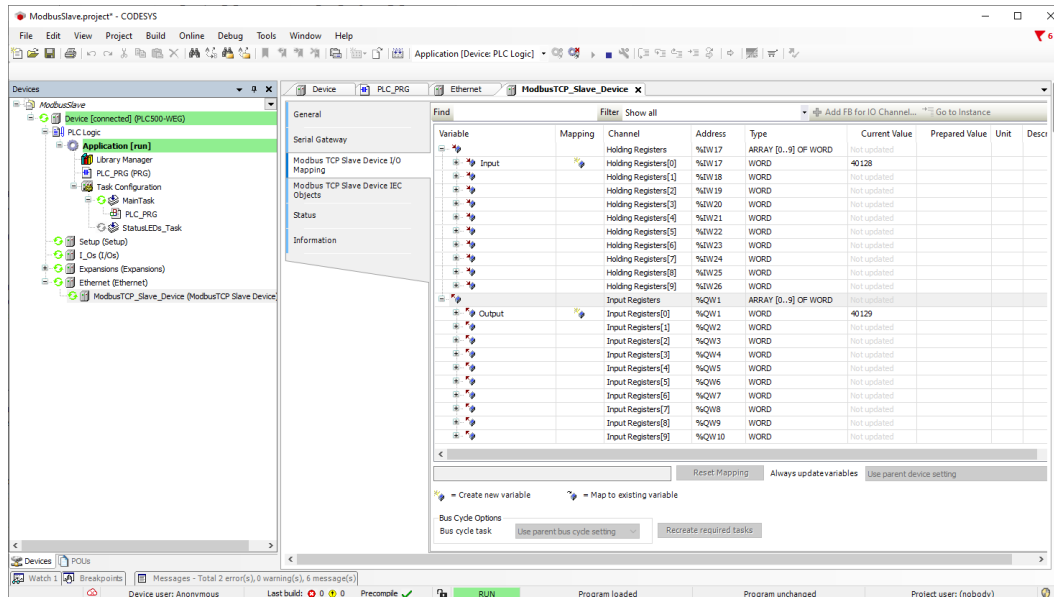 ModbusSlave.project* - CODESYS
File Edit View Project Build Online Debug Tools Window Help
6
Application [Device: PLC Logic]
Devices
Device PLC_PRG Ethernet ModbusTCP_Slave_Device
ModbusSlave
Device [connected] (PLC500-WEG)
PLC Logic
Application [run]
Library Manager
PLC_PRG (PRG)
Task Configuration
MainTask
PLC_PRG
StatusLEDs_Task
Setup (Setup)
I_Os (I/Os)
Expansions (Expansions)
Ethernet (Ethernet)
ModbusTCP_Slave_Device (ModbusTCP Slave Device
General
Serial Gateway
Modbus TCP Slave Device I/O
Mapping
Modbus TCP Slave Device IEC
Objects
Status
Information
Find Filter Show all Add FB for IO Channel... Go to Instance
Variable Mapping Channel Address Type Current Value Prepared Value Unit Descri
Holding Registers %IW17 ARRAY [0..9] OF WORD Not updated
Input Holding Registers[0] %IW17 WORD 40128
Holding Registers[1] %IW18 WORD Not updated
Holding Registers[2] %IW19 WORD Not updated
Holding Registers[3] %IW20 WORD Not updated
Holding Registers[4] %IW21 WORD Not updated
Holding Registers[5] %IW22 WORD Not updated
Holding Registers[6] %IW23 WORD Not updated
Holding Registers[7] %IW24 WORD Not updated
Holding Registers[8] %IW25 WORD Not updated
Holding Registers[9] %IW26 WORD Not updated
Input Registers %QW1 ARRAY [0..9] OF WORD Not updated
Output Input Registers[0] %QW1 WORD 40129
Input Registers[1] %QW2 WORD Not updated
Input Registers[2] %QW3 WORD Not updated
Input Registers[3] %QW4 WORD Not updated
Input Registers[4] %QW5 WORD Not updated
Input Registers[5] %QW6 WORD Not updated
Input Registers[6] %QW7 WORD Not updated
Input Registers[7] %QW8 WORD Not updated
Input Registers[8] %QW9 WORD Not updated
Input Registers[9] %QW10 WORD Not updated
Reset Mapping Always update variables Use parent device setting
= Create new variable = Map to existing variable
Bus Cycle Options
Bus cycle task Use parent bus cycle setting Recreate required tasks
Devices POUs
Watch 1 Breakpoints Messages - Total 2 error(s), 0 warning(s), 6 message(s)
Device user: Anonymous Last build: 0 0 Precompile RUN Program loaded Program unchanged Project user: (nobody)